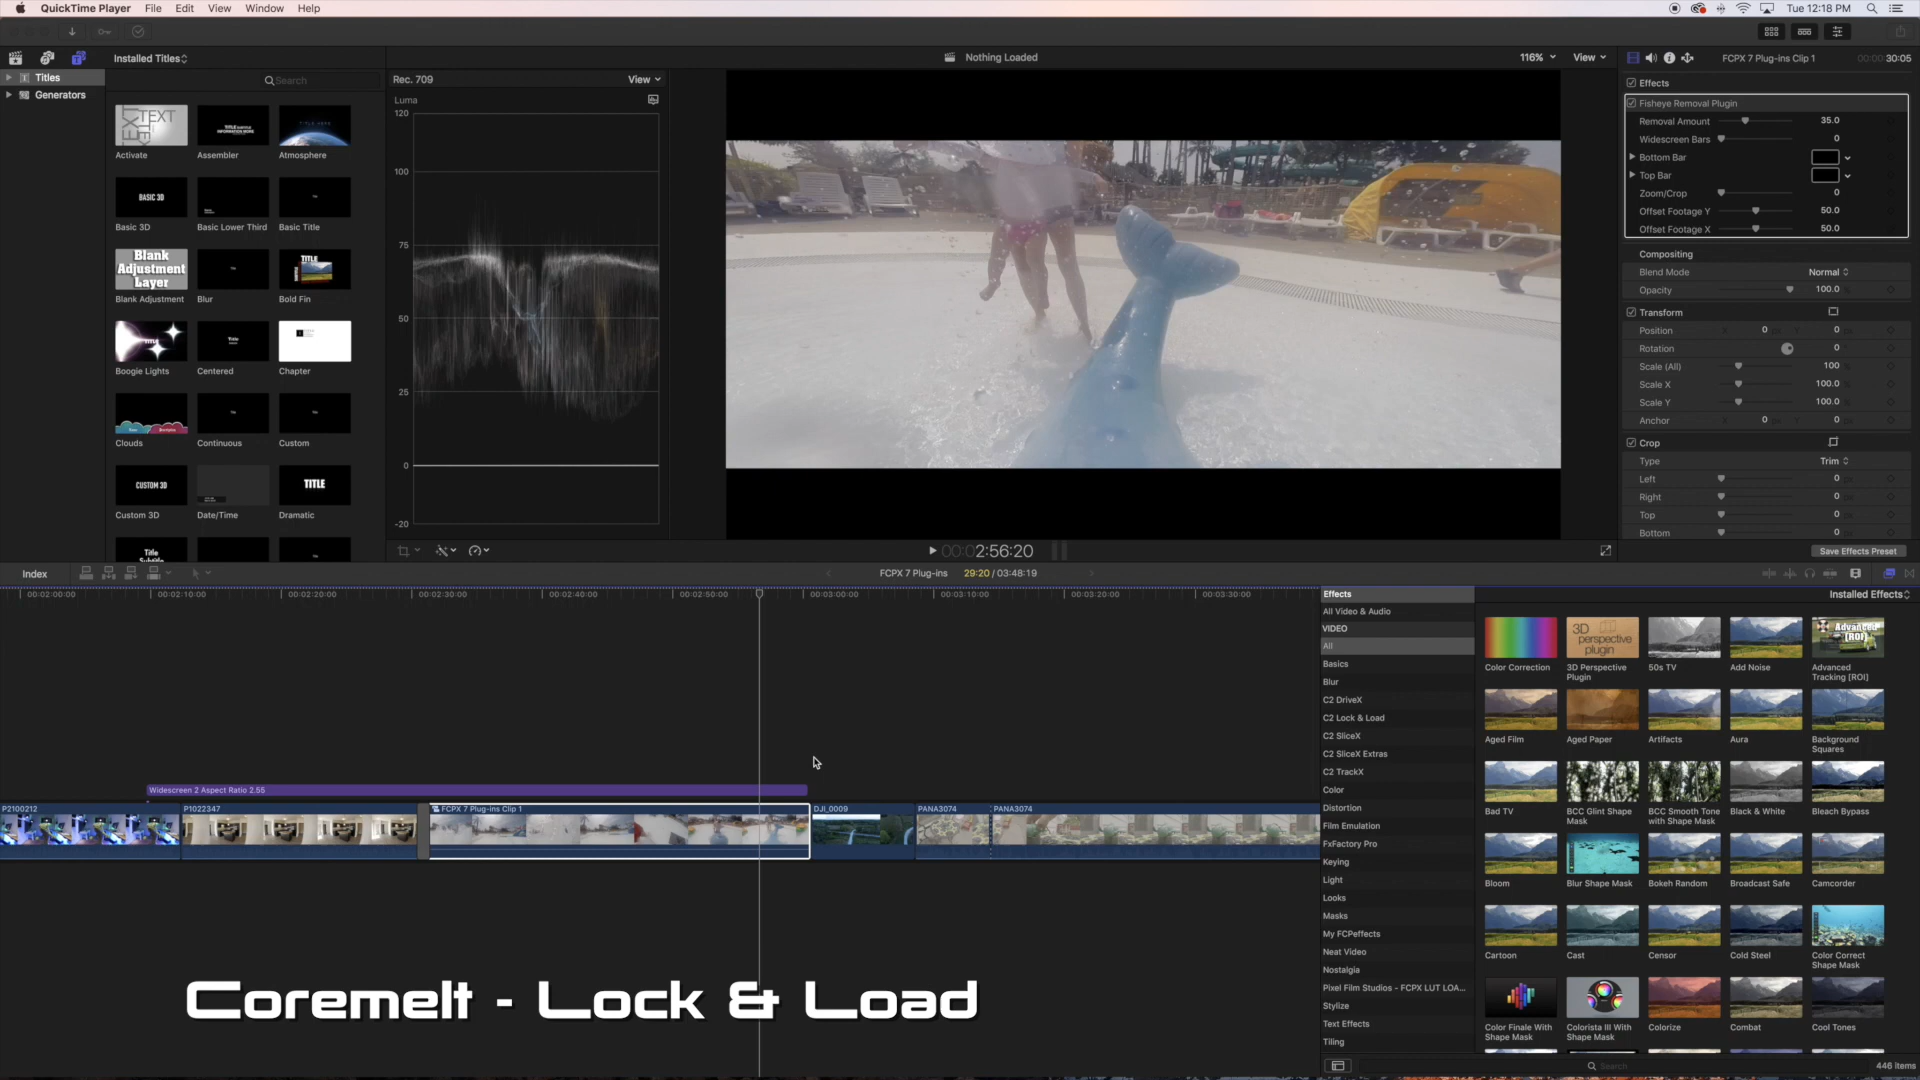 QuickTime Player File Edit View Window Help
Tue 12:18 PM
Installed Titles
Search
Titles
Generators
Activate Assembler Atmosphere
BASIC 3D
Basic 3D Basic Lower Third Basic Title
Blank Adjustment Layer
TITLE
Blank Adjustment Blur Bold Fin
Boogie Lights Centered Chapter
Clouds Continuous Custom
CUSTOM 3D
TITLE
Custom 3D Date/Time Dramatic
Title
Rec. 709
View
Luma
120
100
75
50
25
0
-20
Nothing Loaded
116%
View
00:02:56:20
FCPX 7 Plug-ins Clip 1
00:00:30:05
Effects
Fisheye Removal Plugin
Removal Amount 35.0
Widescreen Bars 0
Bottom Bar
Top Bar
Zoom/Crop 0
Offset Footage Y 50.0
Offset Footage X 50.0
Compositing
Blend Mode Normal
Opacity 100.0
Transform
Position X 0 Y 0
Rotation 0
Scale (All) 100
Scale X 100.0
Scale Y 100.0
Anchor 0 0
Crop
Type Trim
Left 0
Right 0
Top 0
Bottom 0
Save Effects Preset
Index
FCPX 7 Plug-ins 29:20 / 03:48:19
00:02:00:00 00:02:10:00 00:02:20:00 00:02:30:00 00:02:40:00 00:02:50:00 00:03:00:00 00:03:10:00 00:03:20:00 00:03:30:00
Widescreen 2 Aspect Ratio 2.55
P2100212 P1022347 FCPX 7 Plug-ins Clip 1 DJI_0009 PANA3074 PANA3074
Coremelt - Lock & Load
Effects
All Video & Audio
VIDEO
All
Basics
Blur
C2 DriveX
C2 Lock & Load
C2 SliceX
C2 SliceX Extras
C2 TrackX
Color
Distortion
Film Emulation
FxFactory Pro
Keying
Light
Looks
Masks
My FCPeffects
Neat Video
Nostalgia
Pixel Film Studios - FCPX LUT LOA...
Stylize
Text Effects
Tiling
Installed Effects
3D perspective plugin
Advanced [ROI]
Color Correction 3D Perspective Plugin 50s TV Add Noise Advanced Tracking [ROI]
Aged Film Aged Paper Artifacts Aura Background Squares
Bad TV BCC Glint Shape Mask BCC Smooth Tone with Shape Mask Black & White Bleach Bypass
Bloom Blur Shape Mask Bokeh Random Broadcast Safe Camcorder
Cartoon Cast Censor Cold Steel Color Correct Shape Mask
Color Finale With Shape Mask Colorista III With Shape Mask Colorize Combat Cool Tones
Search
446 items